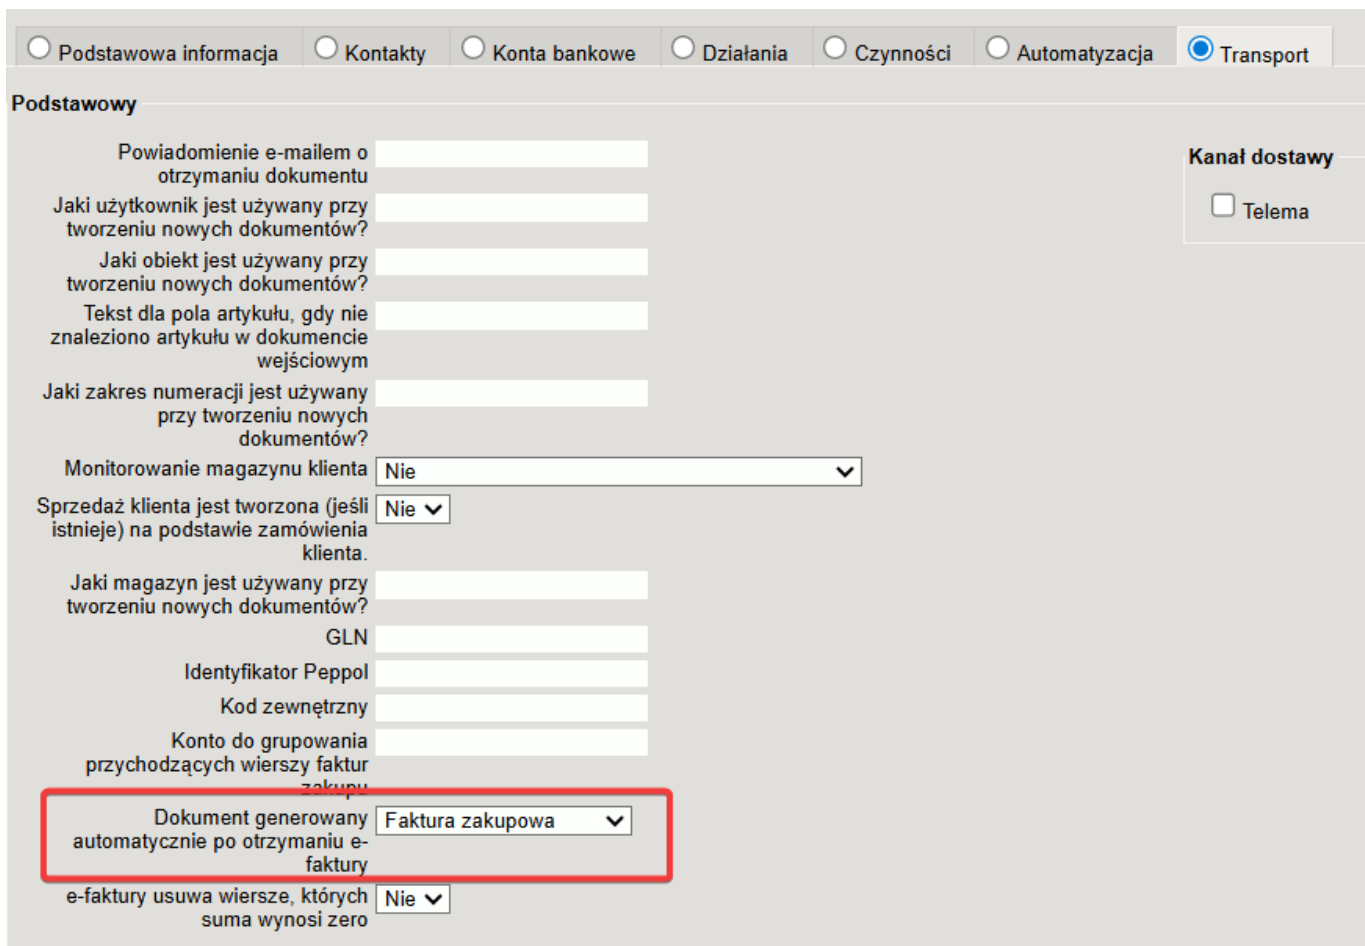 Podstawowa informacja Kontakty Konta bankowe Działania Czynności Automatyzacja Transport
Podstawowy
Powiadomienie e-mailem o
otrzymaniu dokumentu
Jaki użytkownik jest używany przy
tworzeniu nowych dokumentów?
Jaki obiekt jest używany przy
tworzeniu nowych dokumentów?
Tekst dla pola artykułu, gdy nie
znaleziono artykułu w dokumencie
wejściowym
Jaki zakres numeracji jest używany
przy tworzeniu nowych
dokumentów?
Monitorowanie magazynu klienta Nie
Sprzedaż klienta jest tworzona (jeśli Nie
istnieje) na podstawie zamówienia
klienta.
Jaki magazyn jest używany przy
tworzeniu nowych dokumentów?
GLN
Identyfikator Peppol
Kod zewnętrzny
Konto do grupowania
przychodzących wierszy faktur
zakupu
Dokument generowany Faktura zakupowa
automatycznie po otrzymaniu e-
faktury
e-faktury usuwa wiersze, których Nie
suma wynosi zero
Kanał dostawy
Telema